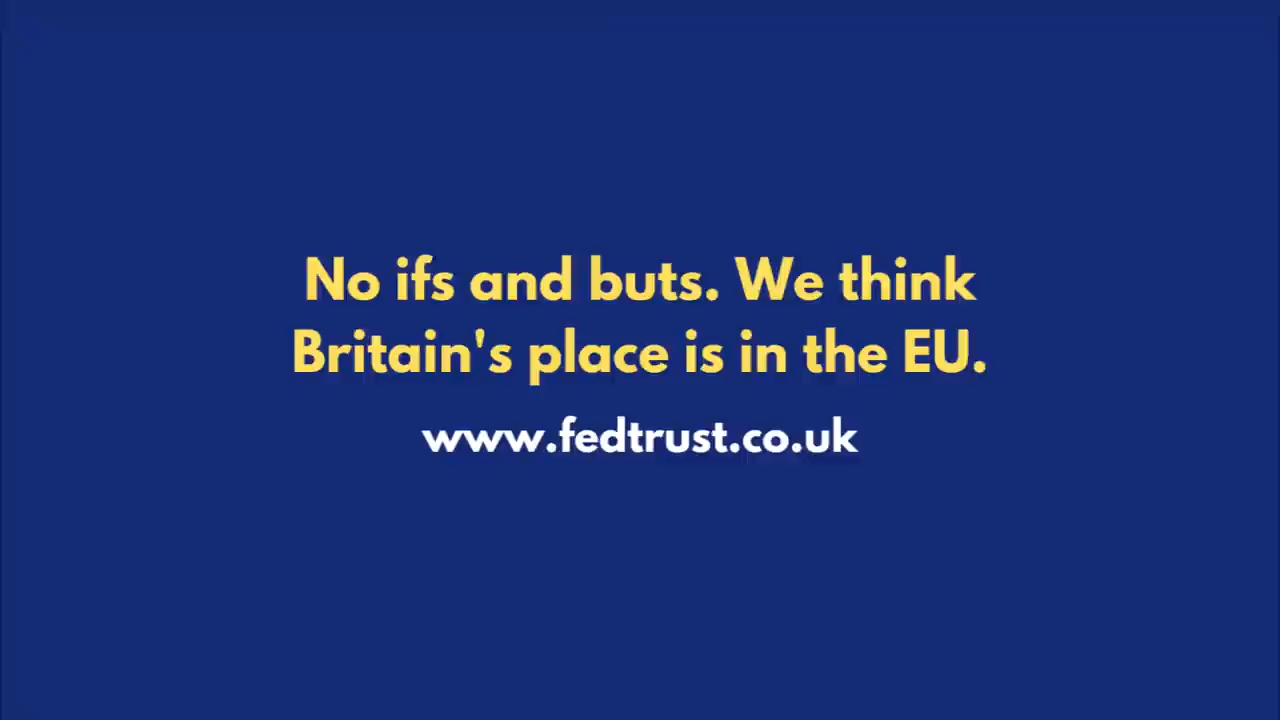 No ifs and buts. We think
Britain's place is in the EU.
www.fedtrust.co.uk